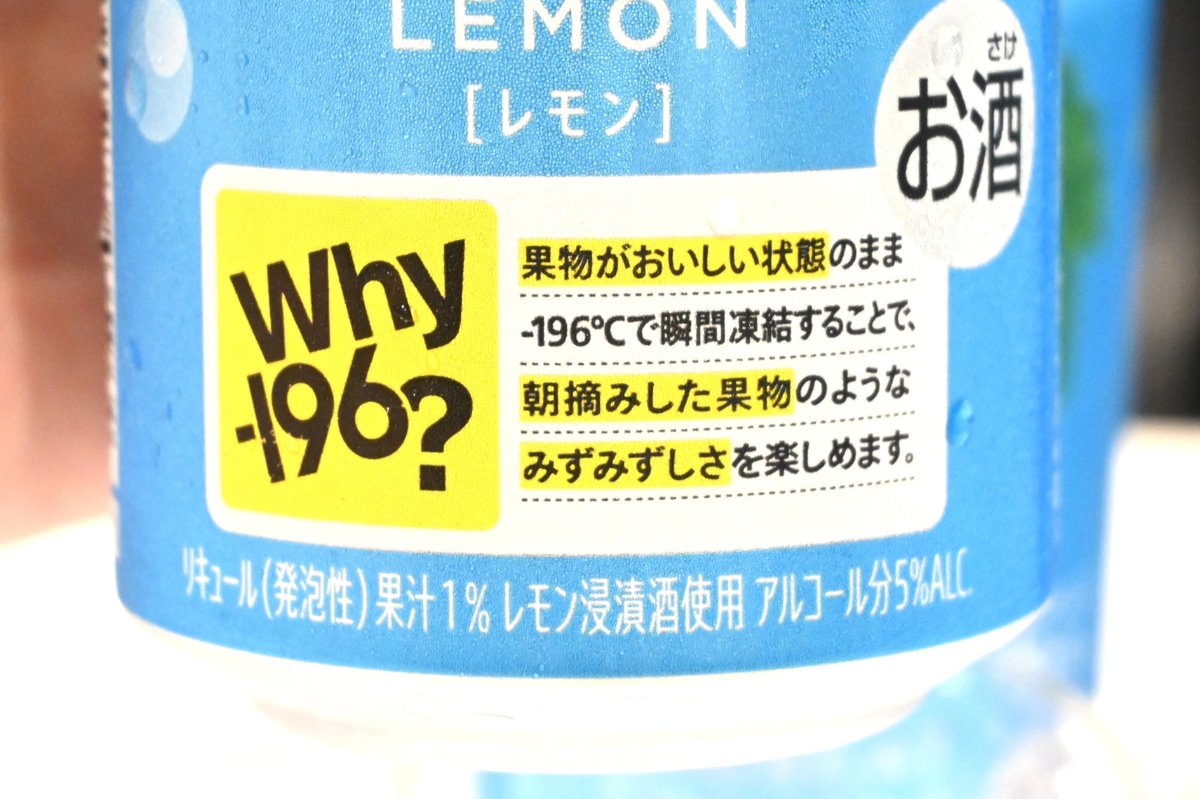 LEMON
[レモン]
さけ
お酒
Why
-196?
果物がおいしい状態のまま
-196℃で瞬間凍結することで、
朝摘みした果物のような
みずみずしさを楽しめます。
リキュール(発泡性)果汁1% レモン浸漬酒使用 アルコール分5%ALC.